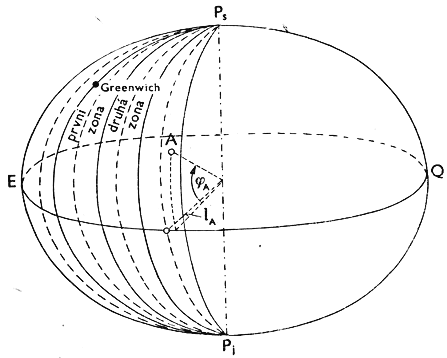 Ps
Greenwich
první
zona
druhá
zona
A
E
Q
φA
lA
Pj